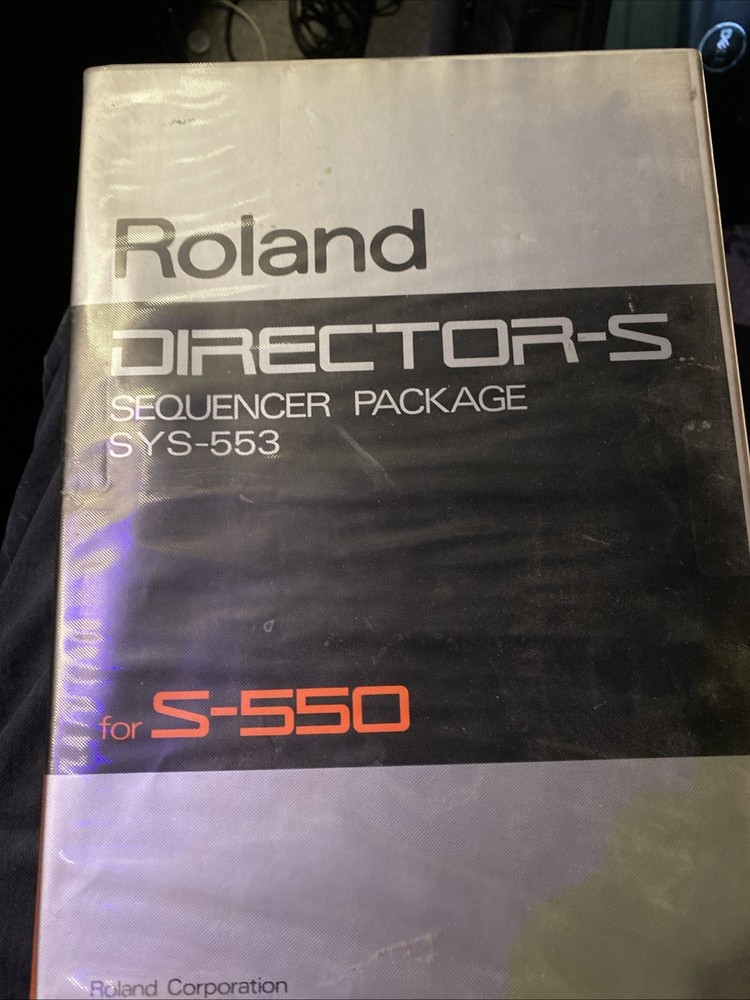 Roland
DIRECTOR-S
SEQUENCER PACKAGE
SYS-553
for S-550
Roland Corporation